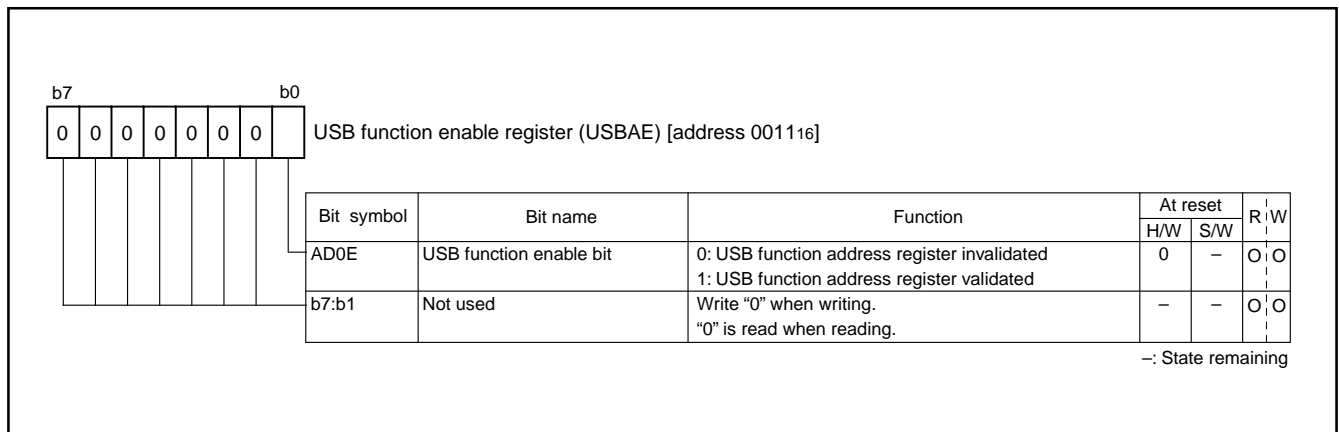 b7 b0
0 0 0 0 0 0 0 USB function enable register (USBAE) [address 001116]
Bit symbol Bit name Function At reset R W
H/W S/W
AD0E USB function enable bit 0: USB function address register invalidated 0 – O O
1: USB function address register validated
b7:b1 Not used Write “0” when writing. – – O O
“0” is read when reading.
–: State remaining